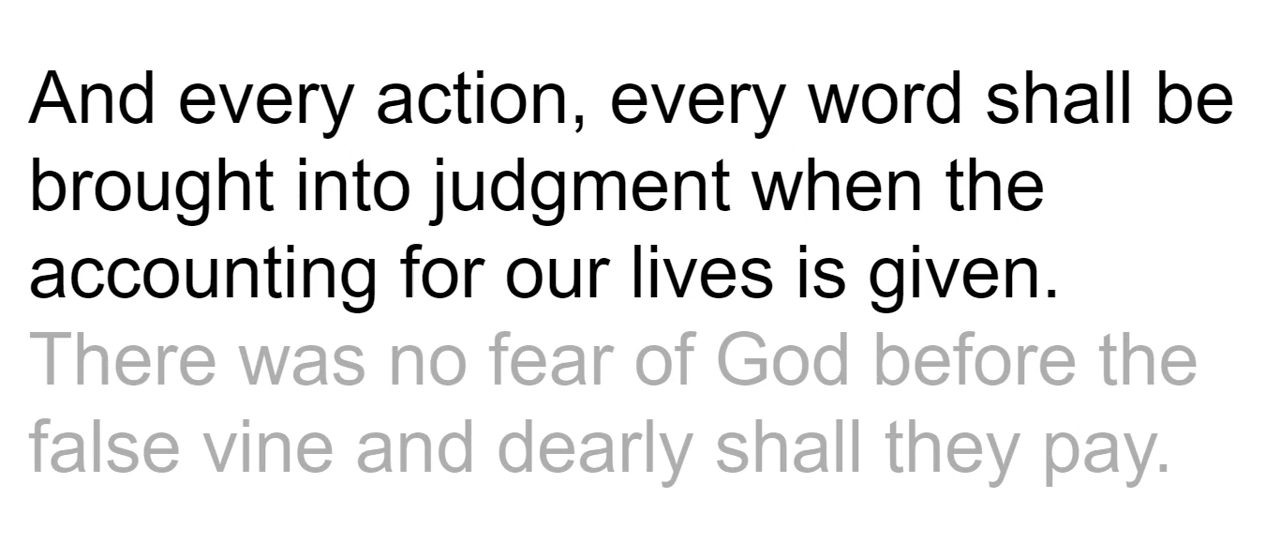 And every action, every word shall be
brought into judgment when the
accounting for our lives is given.
There was no fear of God before the
false vine and dearly shall they pay.